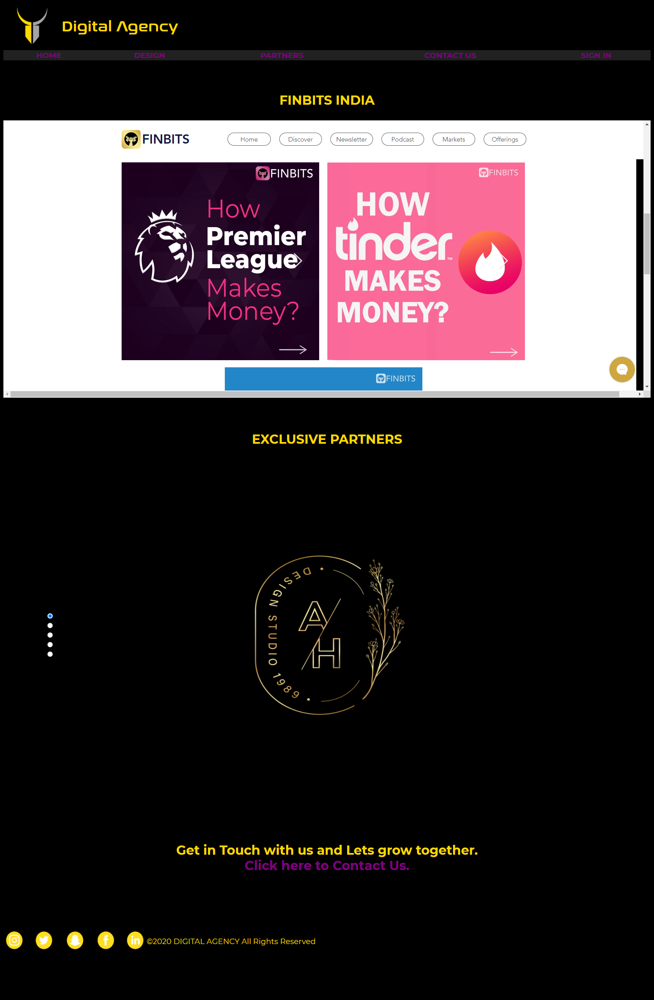 Digital Agency
HOME DESIGN PARTNERS CONTACT US SIGN IN
FINBITS INDIA
FINBITS Home Discover Newsletter Podcast Markets Offerings
FINBITS
How
Premier
League
Makes
Money?
FINBITS
HOW
tinder™
MAKES
MONEY?
FINBITS
EXCLUSIVE PARTNERS
• DESIGN STUDIO 1989 •
A
H
Get in Touch with us and Lets grow together.
Click here to Contact Us.
©2020 DIGITAL AGENCY All Rights Reserved